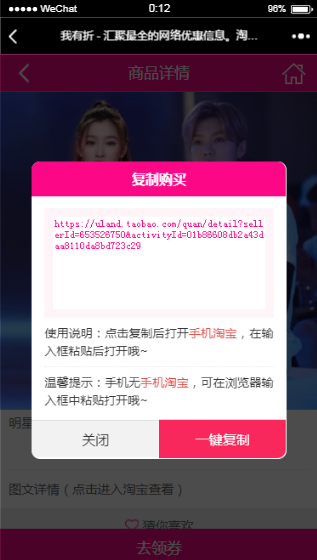 WeChat
0:12
96%
我有折 - 汇聚最全的网络优惠信息。淘...
商品详情
复制购买
https://uland.taobao.com/quan/detail?sell
erId=653526750&activityId=01b86608db2a43d
aa8110da8bd723c29
使用说明：点击复制后打开手机淘宝，在输
入框粘贴后打开哦~
温馨提示：手机无手机淘宝，可在浏览器输
入框中粘贴打开哦~
关闭
一键复制
明星
图文详情（点击进入淘宝查看）
猜你喜欢
去领券